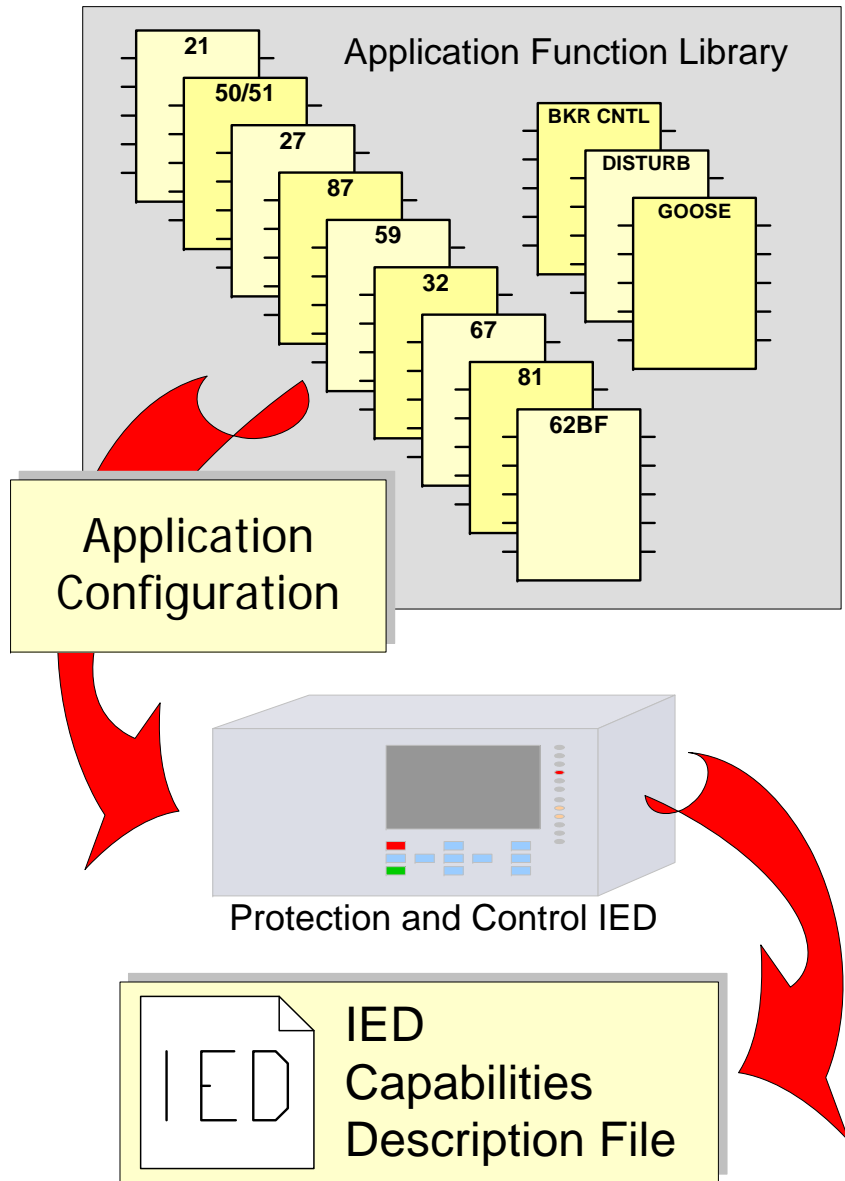 Application Function Library
21
50/51
27
87
59
32
67
81
62BF
BKR CNTL
DISTURB
GOOSE
Application
Configuration
Protection and Control IED
IED
IED
Capabilities
Description File